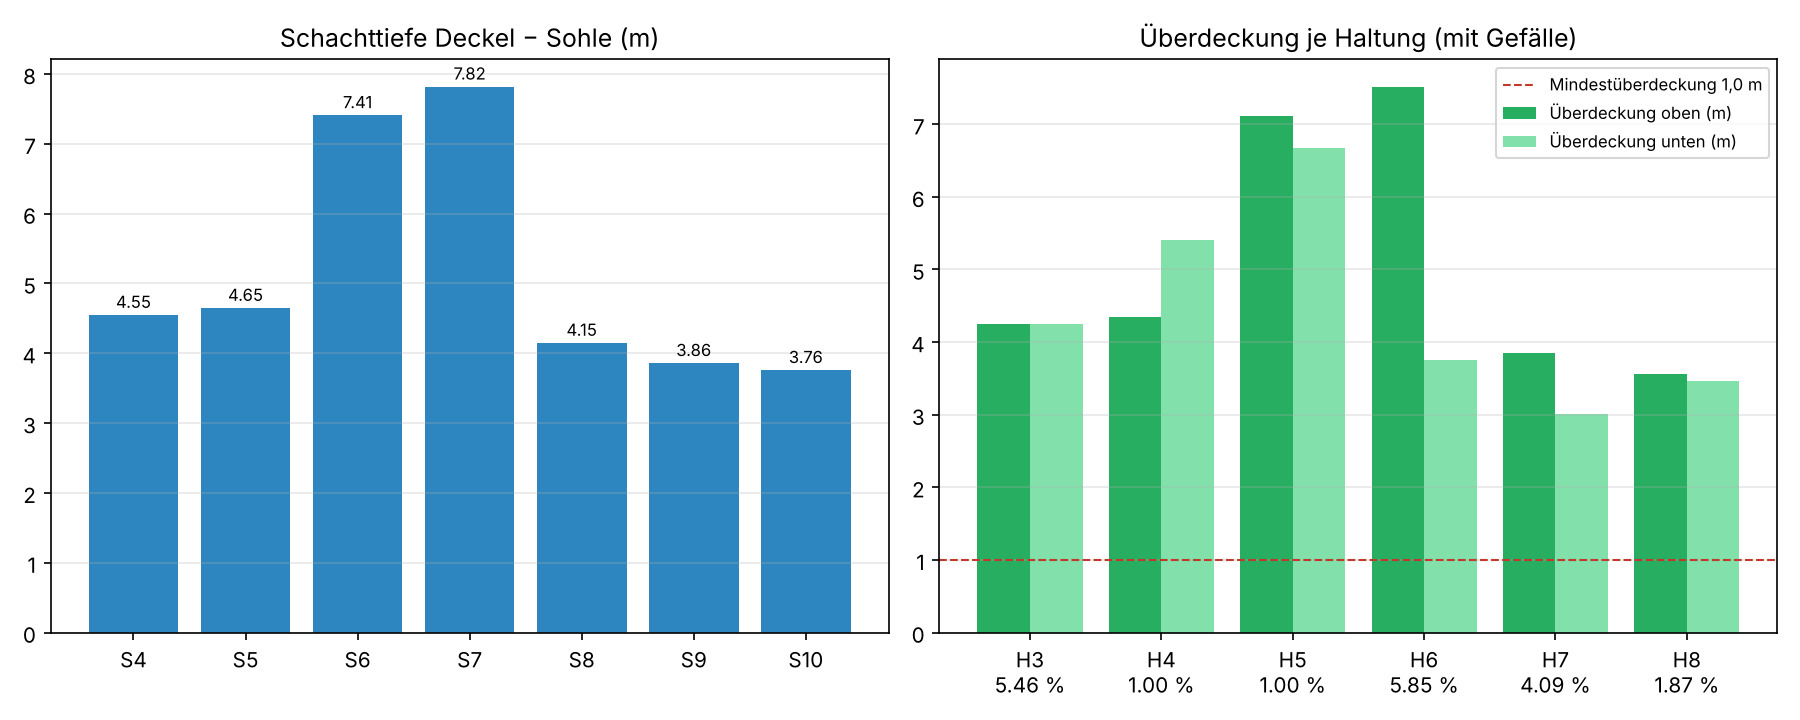 Schachttiefe Deckel − Sohle (m)
8
7
6
5
4
3
2
1
0
4.55
4.65
7.41
7.82
4.15
3.86
3.76
S4
S5
S6
S7
S8
S9
S10
Überdeckung je Haltung (mit Gefälle)
Mindestüberdeckung 1,0 m
Überdeckung oben (m)
Überdeckung unten (m)
7
6
5
4
3
2
1
0
H3
5.46 %
H4
1.00 %
H5
1.00 %
H6
5.85 %
H7
4.09 %
H8
1.87 %